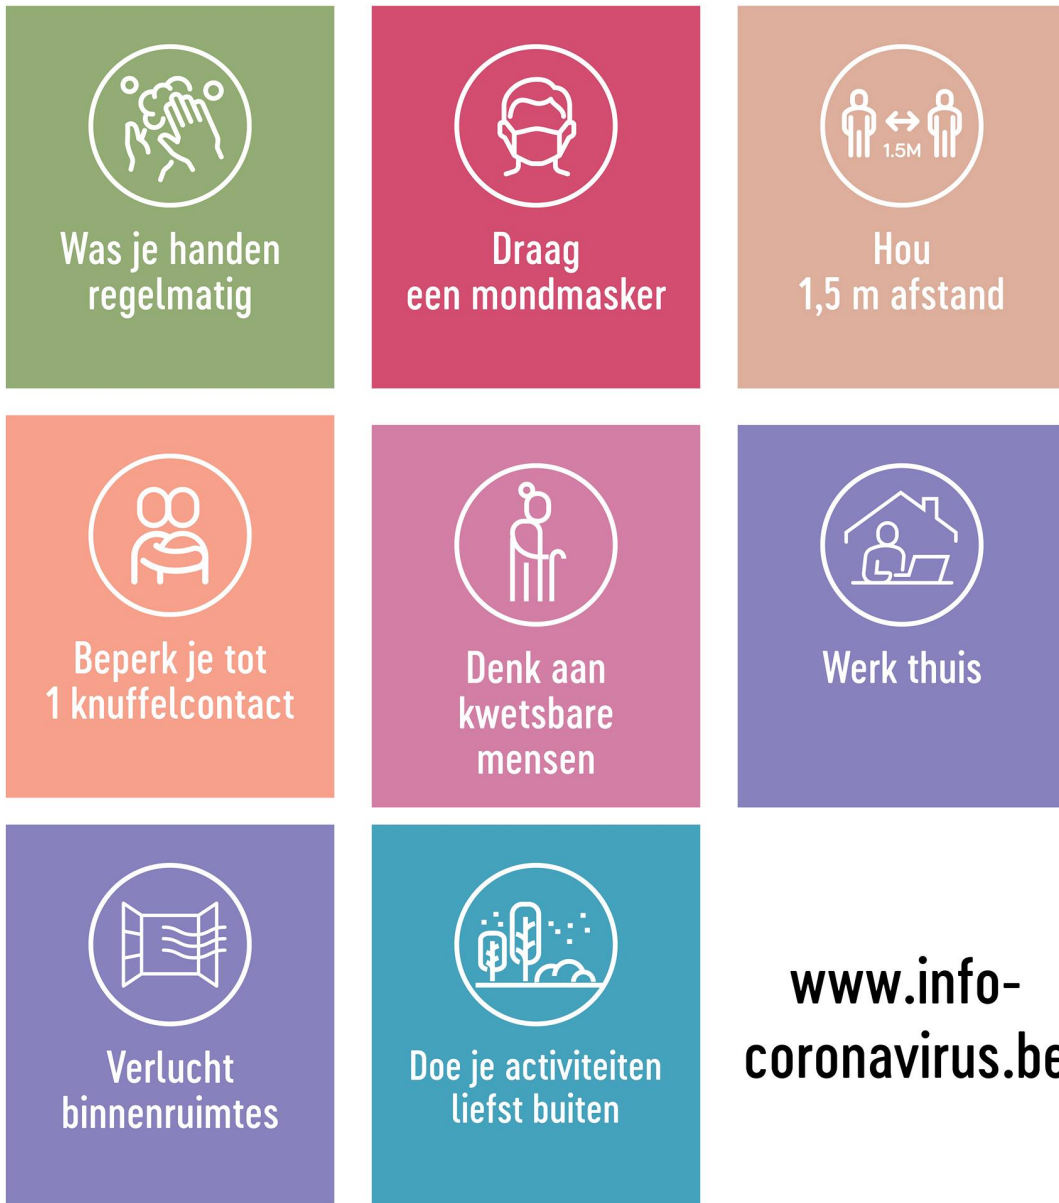 Was je handen
regelmatig
Draag
een mondmasker
1.5M
Hou
1,5 m afstand
Beperk je tot
1 knuffelcontact
Denk aan
kwetsbare
mensen
Werk thuis
Verlucht
binnenruimtes
Doe je activiteiten
liefst buiten
www.info-
coronavirus.be